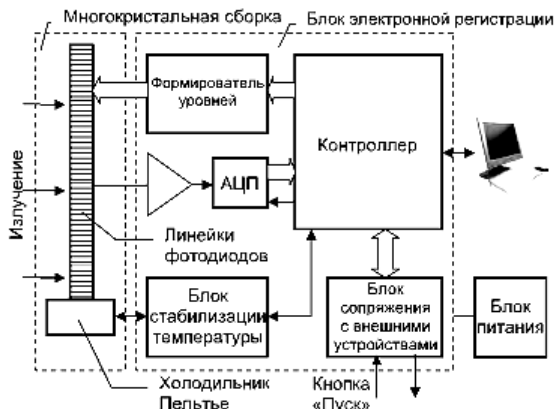 Многокристальная сборка
Блок электронной регистрации
Формирователь
уровней
Контроллер
АЦП
Излучение
Линейки
фотодиодов
Блок
стабилизации
температуры
Блок
сопряжения
с внешними
устройствами
Блок
питания
Холодильник
Пельтье
Кнопка
«Пуск»